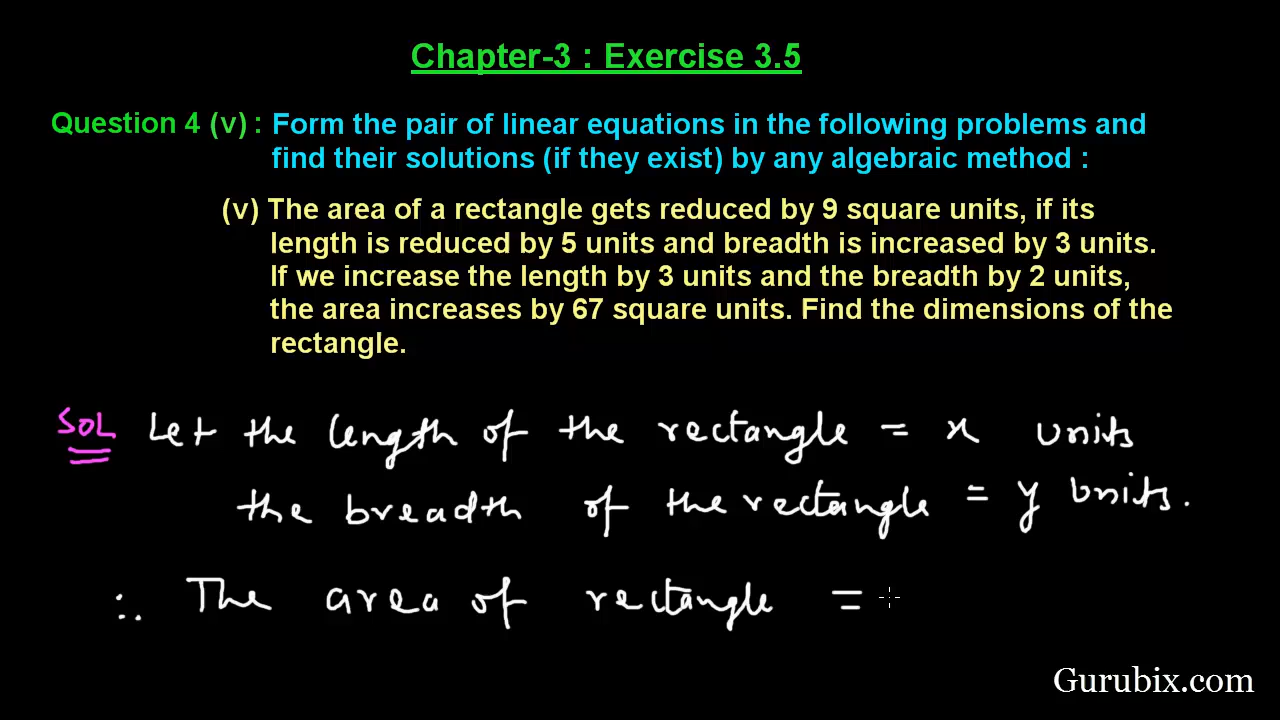 Chapter-3 : Exercise 3.5
Question 4 (v) : Form the pair of linear equations in the following problems and
find their solutions (if they exist) by any algebraic method :
(v) The area of a rectangle gets reduced by 9 square units, if its
length is reduced by 5 units and breadth is increased by 3 units.
If we increase the length by 3 units and the breadth by 2 units,
the area increases by 67 square units. Find the dimensions of the
rectangle.
SOL Let the length of the rectangle = x units
the breadth of the rectangle = y units.
∴ The area of rectangle =
Gurubix.com